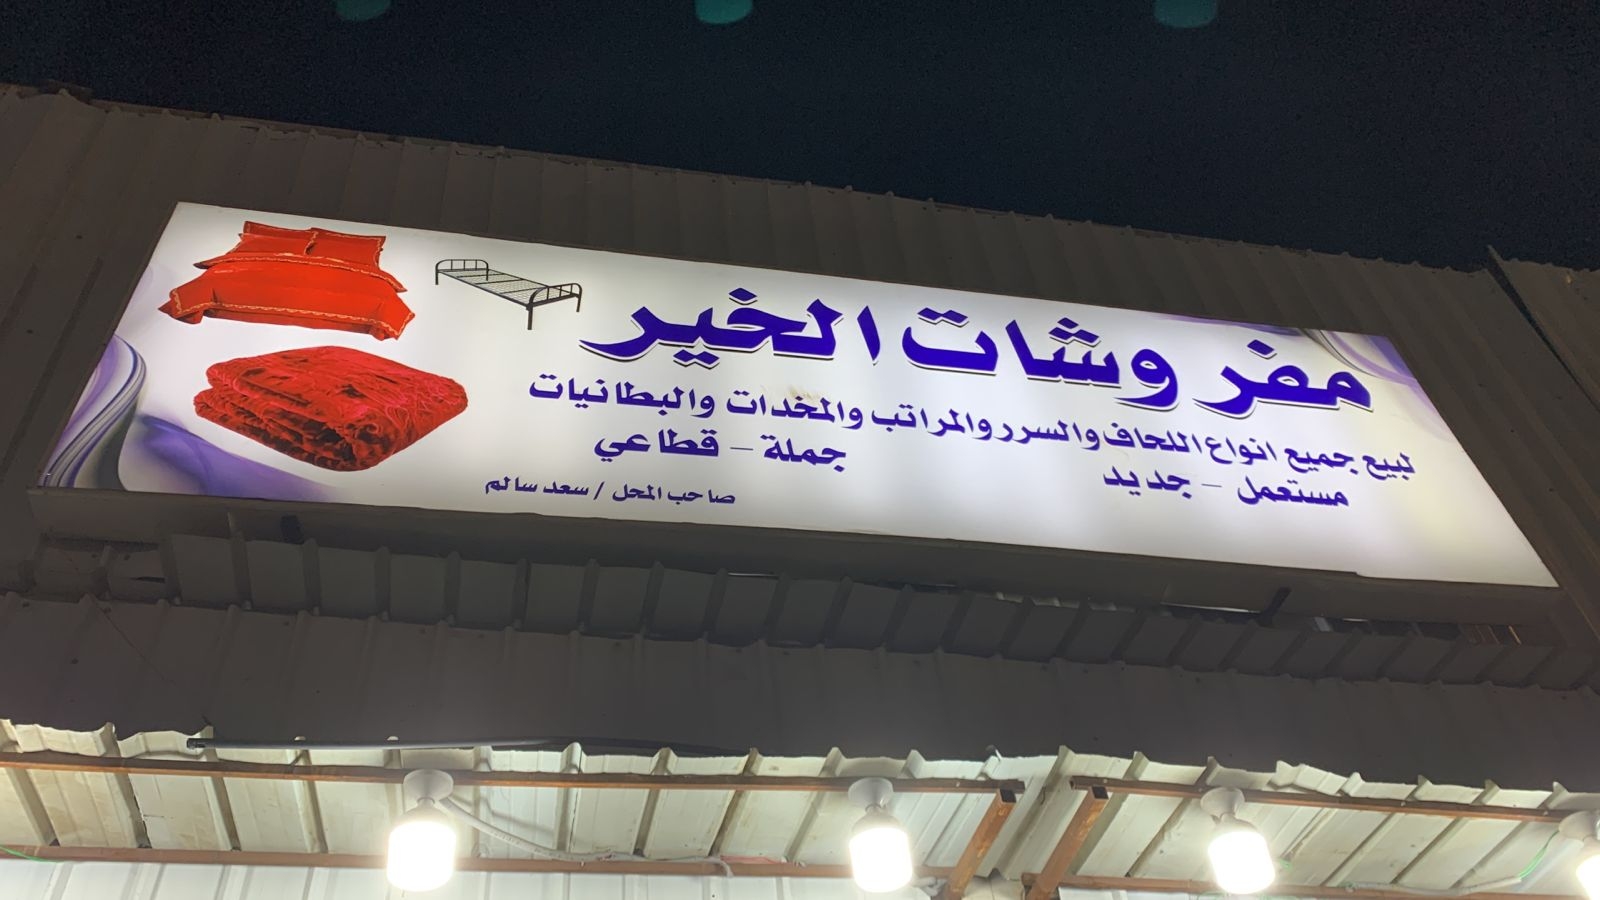 مفروشات الخير
لبيع جميع انواع اللحاف والسرر والمراتب والمخدات والبطانيات
مستعمل - جديد
جملة - قطاعي
صاحب المحل / سعد سالم